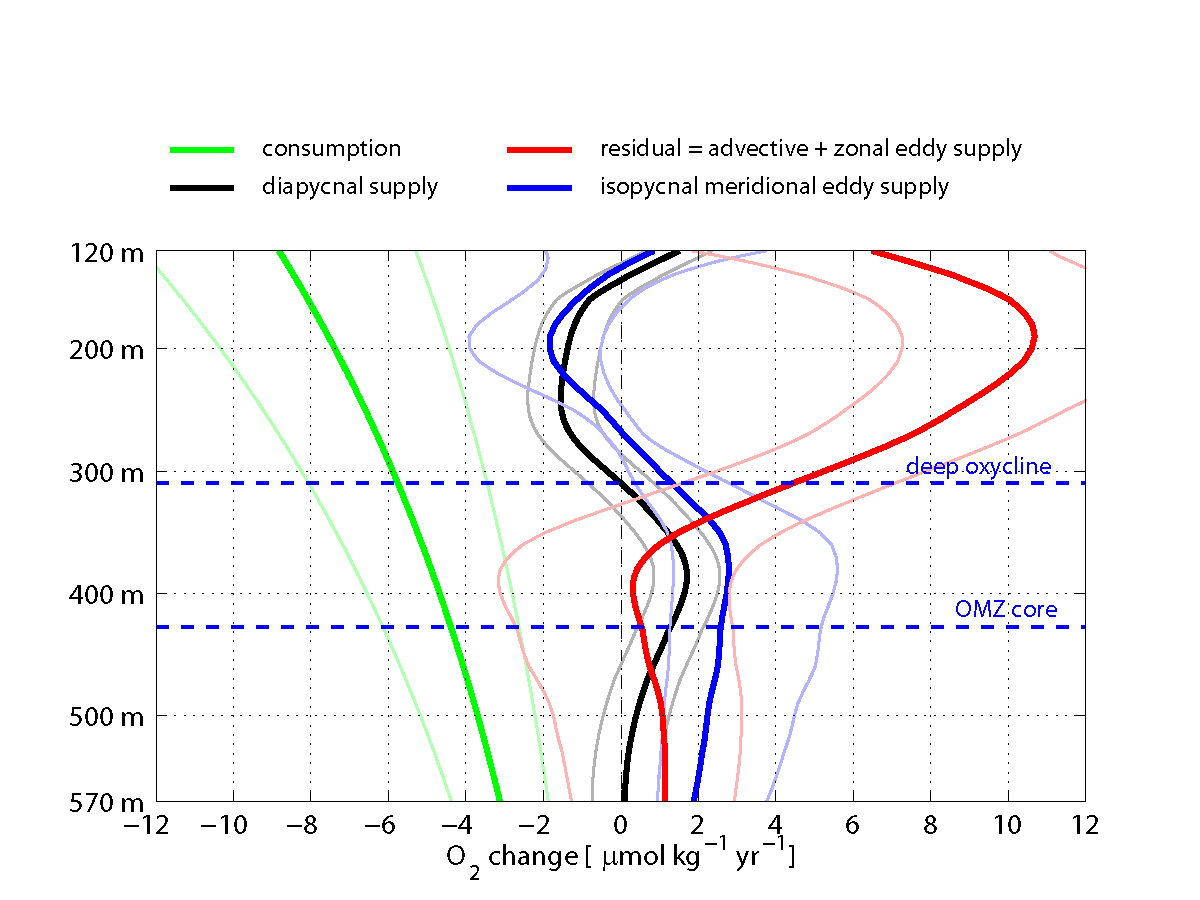 consumption
residual = advective + zonal eddy supply
diapycnal supply
isopycnal meridional eddy supply
120 m
200 m
300 m
400 m
500 m
570 m
deep oxycline
OMZ core
−12 −10 −8 −6 −4 −2 0 2 4 6 8 10 12
O₂ change [ μmol kg⁻¹ yr⁻¹]